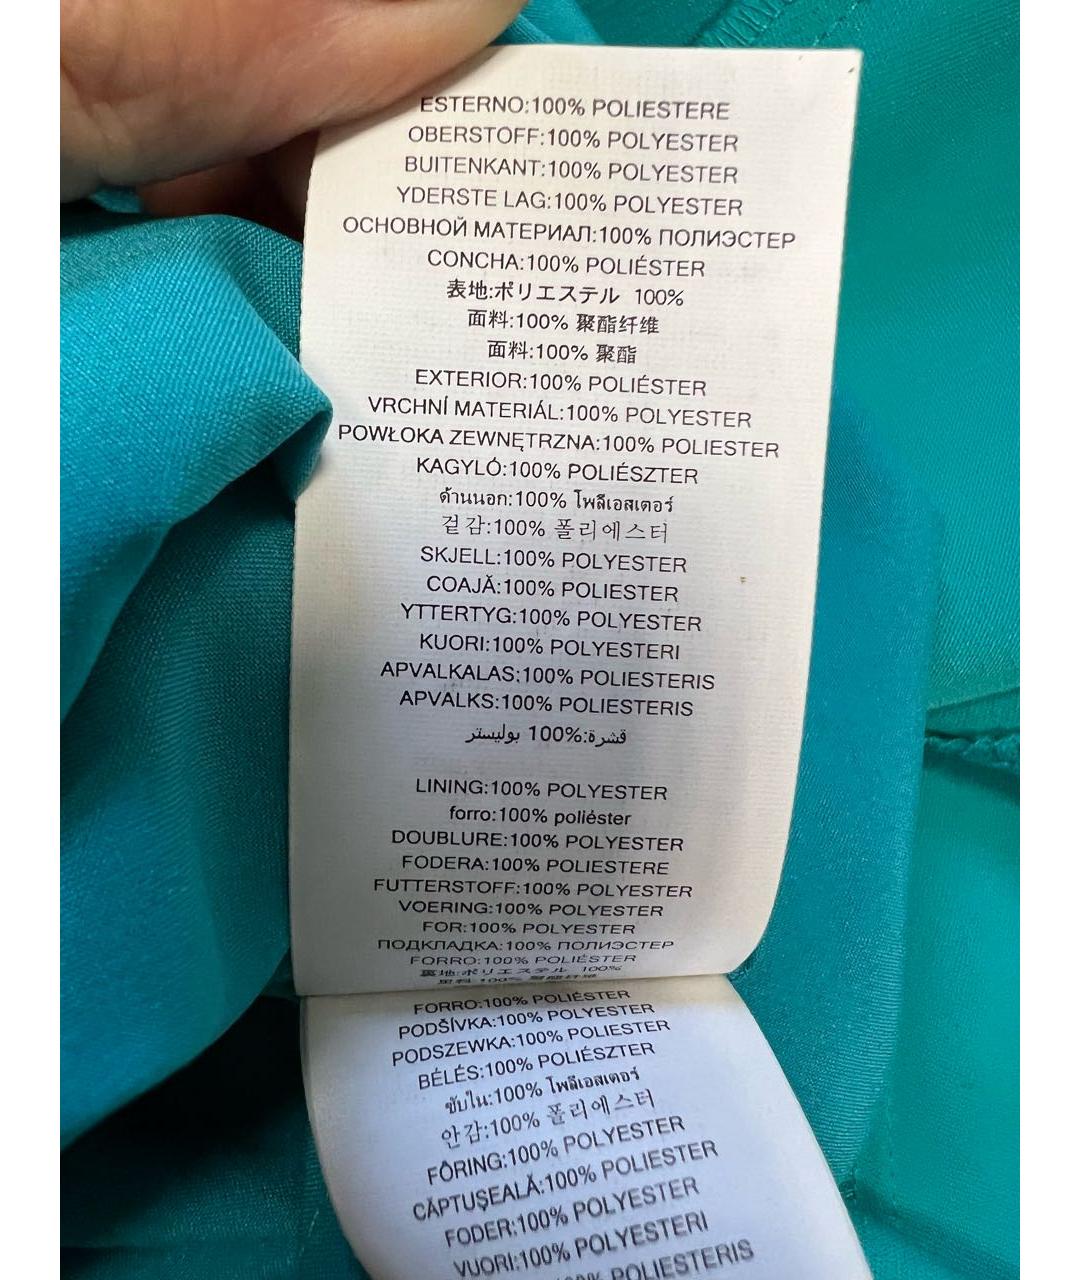 ESTERNO:100% POLIESTERE
OBERSTOFF:100% POLYESTER
BUITENKANT:100% POLYESTER
YDERSTE LAG:100% POLYESTER
ОСНОВНОЙ МАТЕРИАЛ:100% ПОЛИЭСТЕР
CONCHA:100% POLIÉSTER
表地:ポリエステル 100%
面料:100% 聚酯纤维
面料:100% 聚酯
EXTERIOR:100% POLIÉSTER
VRCHNÍ MATERIÁL:100% POLYESTER
POWŁOKA ZEWNĘTRZNA:100% POLIESTER
KAGYLÓ:100% POLIÉSZTER
ด้านนอก:100% โพลีเอสเตอร์
겉감:100% 폴리에스터
SKJELL:100% POLYESTER
COAJĂ:100% POLIESTER
YTTERTYG:100% POLYESTER
KUORI:100% POLYESTERI
APVALKALAS:100% POLIESTERIS
APVALKS:100% POLIESTERIS
قشرة:100% بوليستر
LINING:100% POLYESTER
forro:100% poliéster
DOUBLURE:100% POLYESTER
FODERA:100% POLIESTERE
FUTTERSTOFF:100% POLYESTER
VOERING:100% POLYESTER
FOR:100% POLYESTER
ПОДКЛАДКА:100% ПОЛИЭСТЕР
FORRO:100% POLIÉSTER
裏地:ポリエステル 100%
里料:100% 聚酯纤维
FORRO:100% POLIÉSTER
PODŠÍVKA:100% POLYESTER
PODSZEWKA:100% POLIESTER
BÉLÉS:100% POLIÉSZTER
ซับใน:100% โพลีเอสเตอร์
안감:100% 폴리에스터
FÔRING:100% POLYESTER
CĂPTUŞEALĂ:100% POLIESTER
FODER:100% POLYESTER
VUORI:100% POLYESTERI
POLIESTERIS